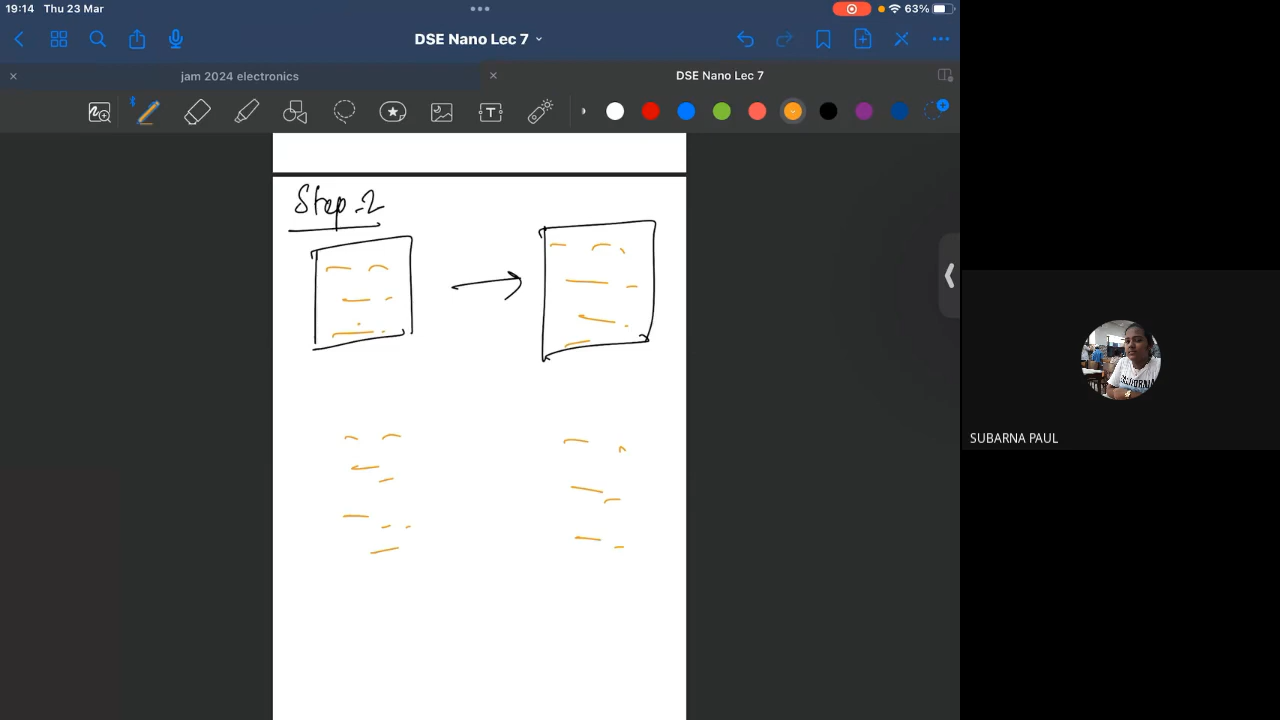 19:14 Thu 23 Mar
63%
DSE Nano Lec 7
jam 2024 electronics
DSE Nano Lec 7
T
Step-2
SUBARNA PAUL